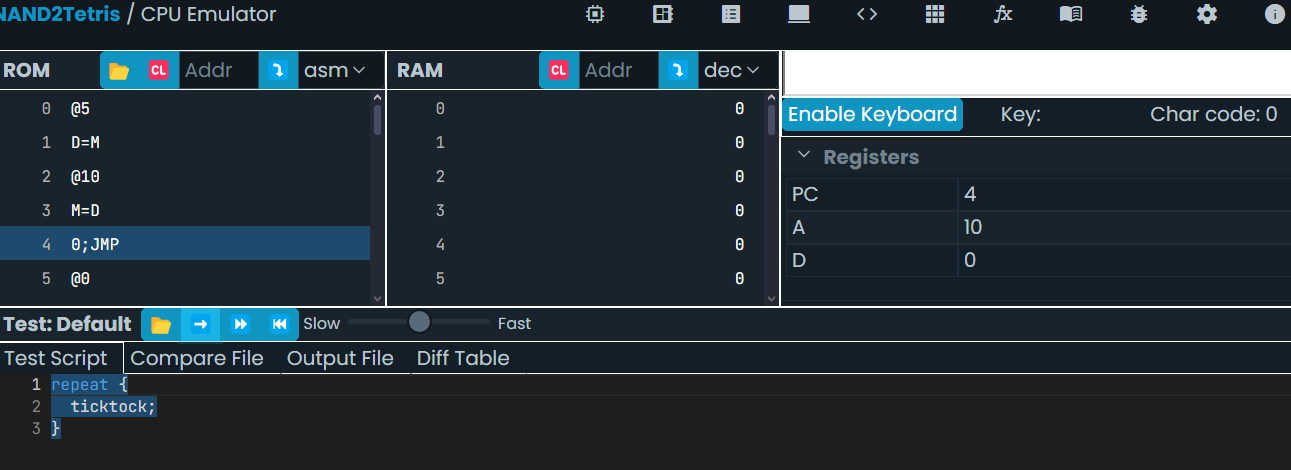 NAND2Tetris / CPU Emulator
ROM CL Addr asm
0 @5
1 D=M
2 @10
3 M=D
4 0;JMP
5 @0
RAM CL Addr dec
0 0
1 0
2 0
3 0
4 0
5 0
Enable Keyboard Key: Char code: 0
Registers
PC 4
A 10
D 0
Test: Default Slow Fast
Test Script Compare File Output File Diff Table
1 repeat {
2 ticktock;
3 }